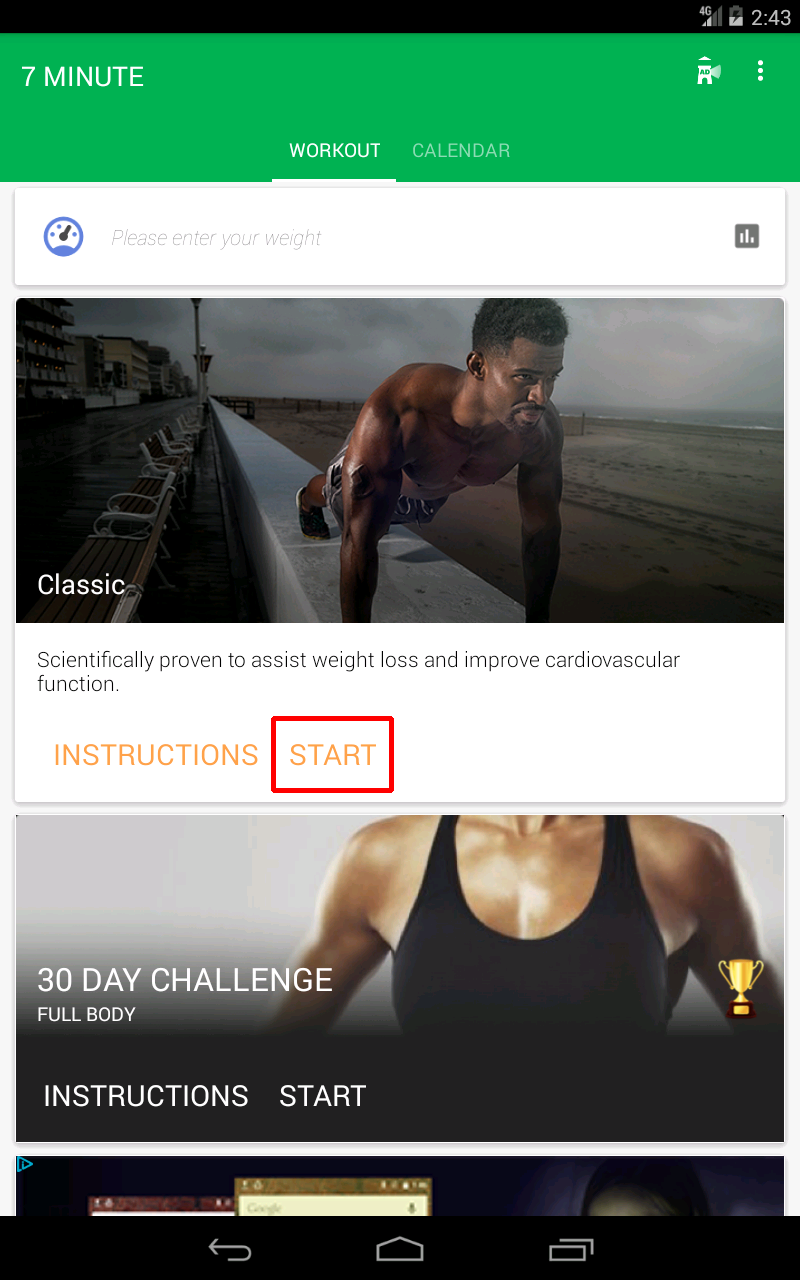 4G 2:43
7 MINUTE
AD
WORKOUT CALENDAR
Please enter your weight
Classic
Scientifically proven to assist weight loss and improve cardiovascular
function.
INSTRUCTIONS START
30 DAY CHALLENGE
FULL BODY
INSTRUCTIONS START
Google